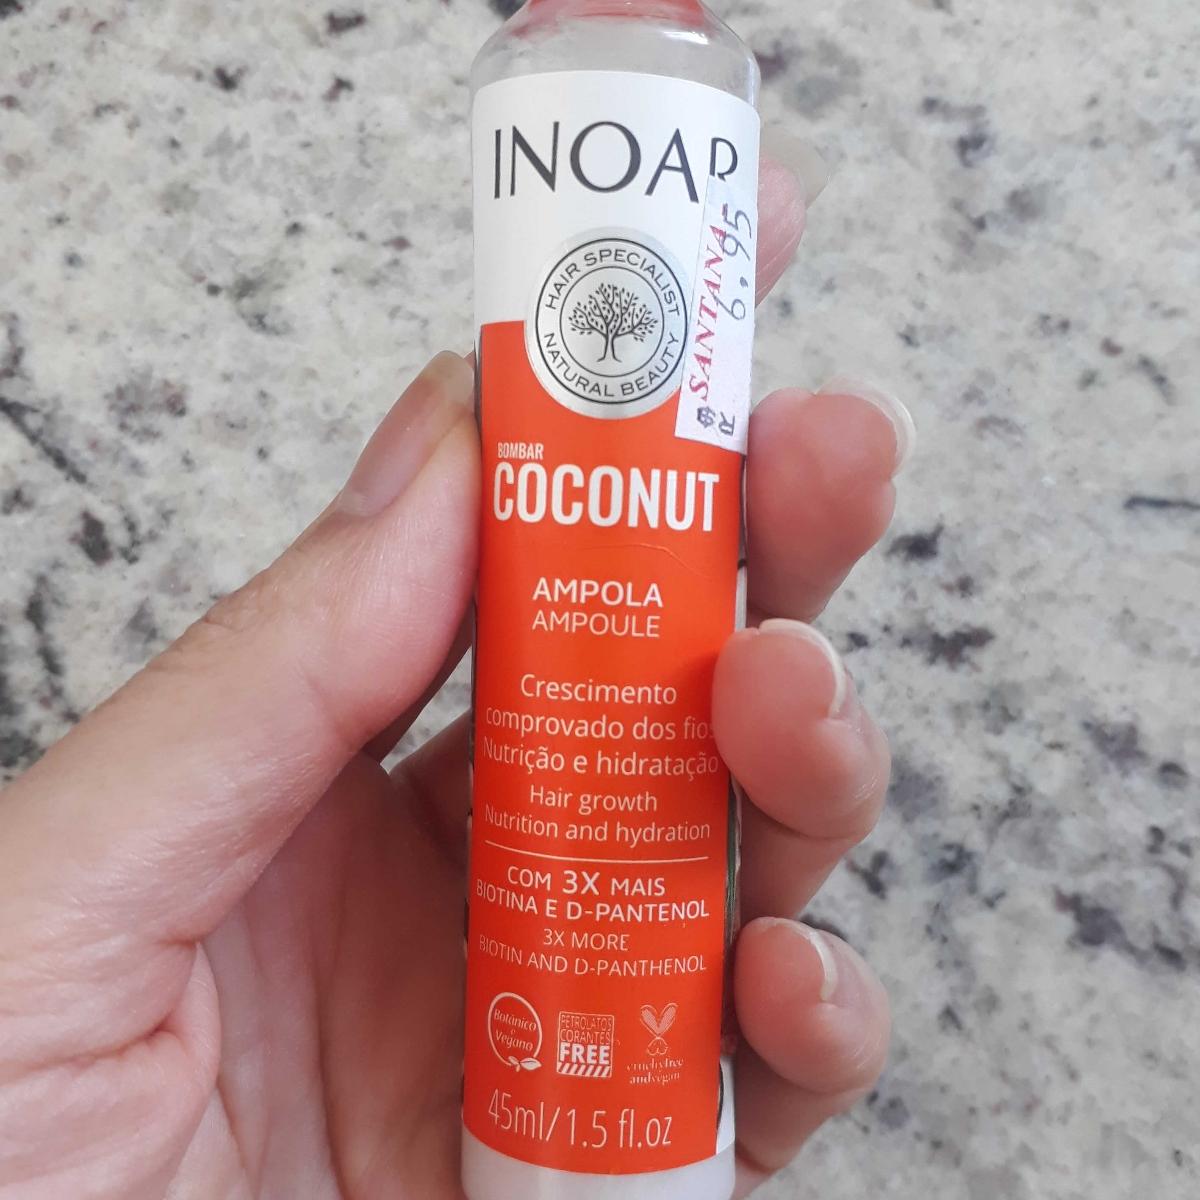 INOAR
HAIR SPECIALIST
NATURAL BEAUTY
R$ 6.95
SANTANA
BOMBAR
COCONUT
AMPOLA
AMPOULE
Crescimento
comprovado dos fios
Nutrição e hidratação
Hair growth
Nutrition and hydration
COM 3X MAIS
BIOTINA E D-PANTENOL
3X MORE
BIOTIN AND D-PANTHENOL
Botânico
e
Vegano
PETROLATOS
CORANTES
FREE
crueltyfree
andvegan
45ml/1.5 fl.oz